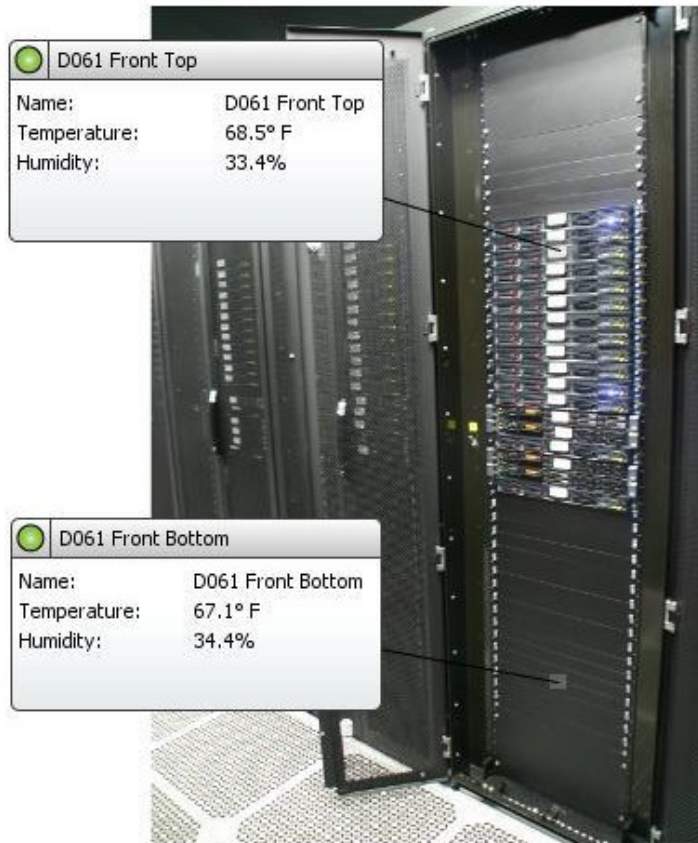 D061 Front Top
Name: D061 Front Top
Temperature: 68.5° F
Humidity: 33.4%
D061 Front Bottom
Name: D061 Front Bottom
Temperature: 67.1° F
Humidity: 34.4%